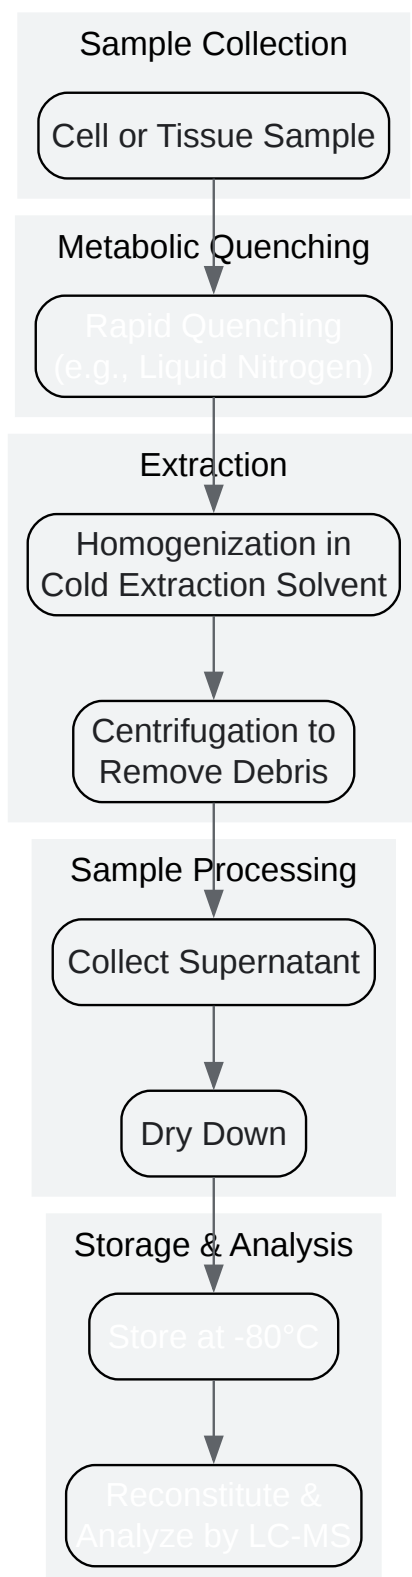 Sample Collection
Cell or Tissue Sample
Metabolic Quenching
Rapid Quenching
(e.g., Liquid Nitrogen)
Extraction
Homogenization in
Cold Extraction Solvent
Centrifugation to
Remove Debris
Sample Processing
Collect Supernatant
Dry Down
Storage & Analysis
Store at -80°C
Reconstitute &
Analyze by LC-MS